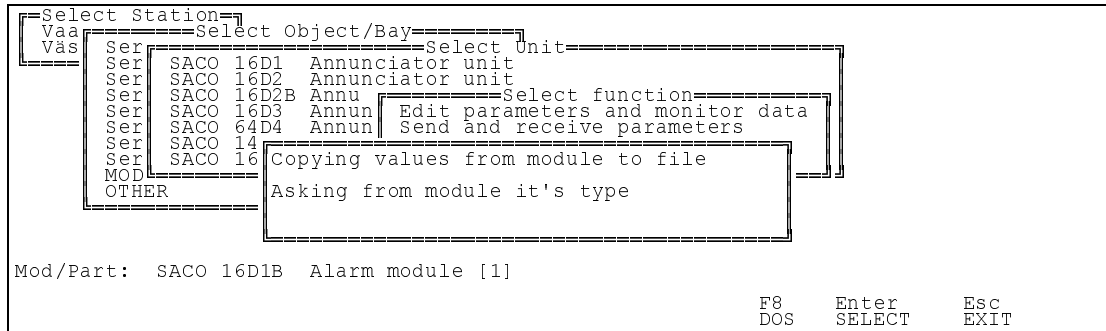 Select Station
Vaa Select Object/Bay
Väs Ser Select Unit
Ser SACO 16D1 Annunciator unit
Ser SACO 16D2 Annunciator unit
Ser SACO 16D2B Annu Select function
Ser SACO 16D3 Annun Edit parameters and monitor data
Ser SACO 64D4 Annun Send and receive parameters
Ser SACO 14
Ser SACO 16 Copying values from module to file
MOD
OTHER Asking from module it's type
Mod/Part: SACO 16D1B Alarm module [1]
F8 Enter Esc
DOS SELECT EXIT